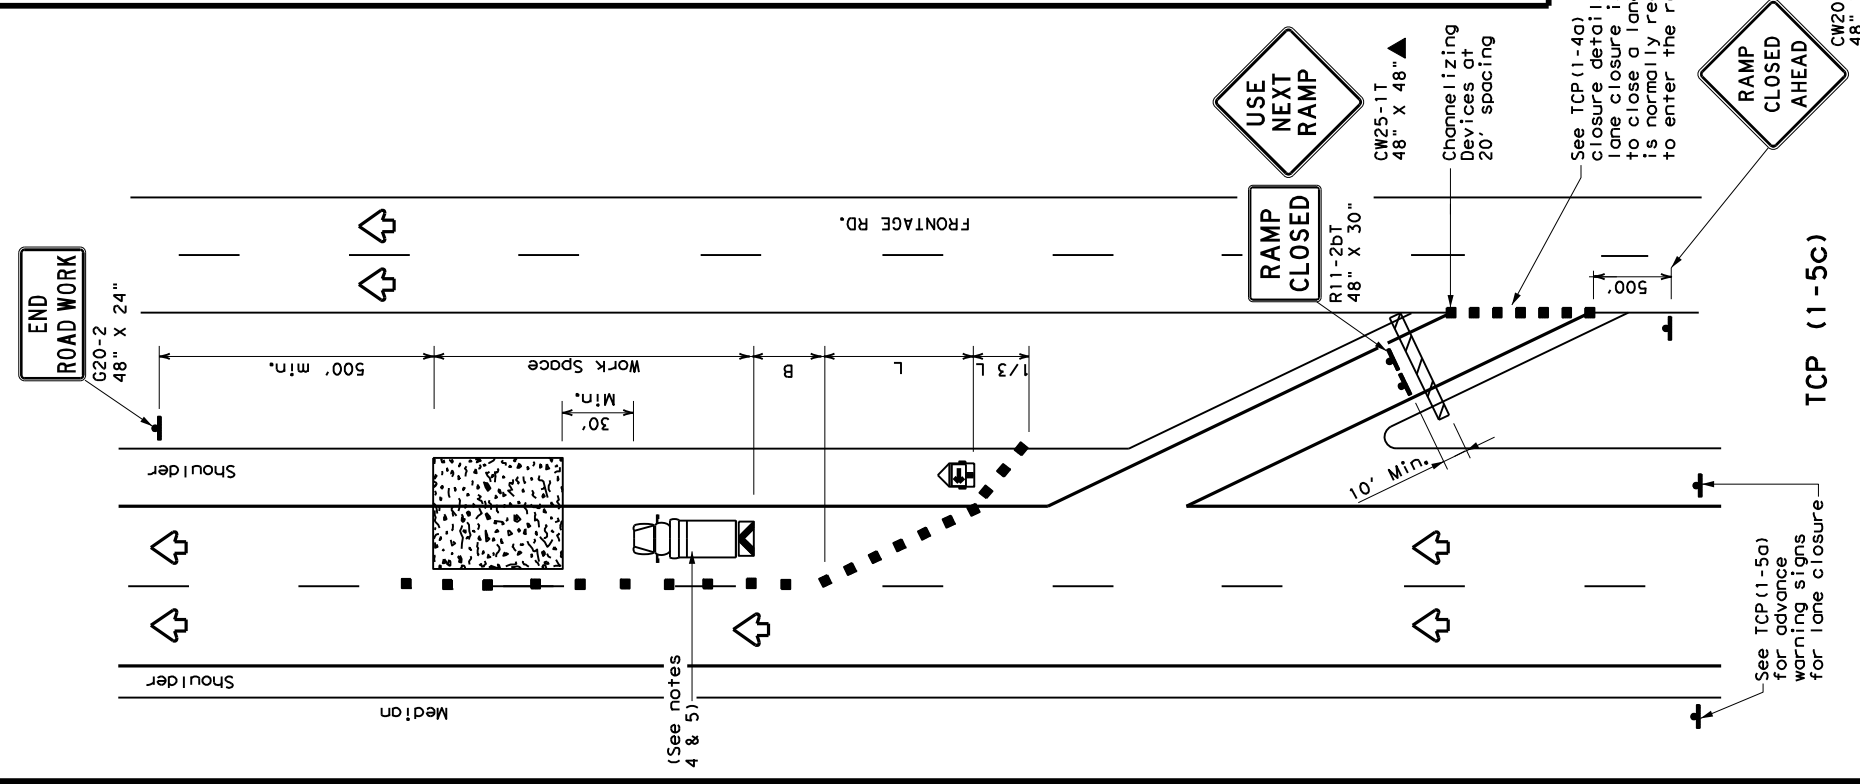 END
ROAD WORK
G20-2
48" X 24"
500' min.
Work Space
B
L
1/3 L
30'
Min.
Shoulder
FRONTAGE RD.
USE
NEXT
RAMP
CW25-1T
48" X 48"
RAMP
CLOSED
R11-2bT
48" X 30"
Channelizing
Devices at
20' spacing
See TCP(1-4a)
closure detail
lane closure i
to close a lan
is normally re
to enter the r
RAMP
CLOSED
AHEAD
CW20
48"
500'
10' Min.
Shoulder
Median
(See notes
4 & 5)
See TCP(1-5a)
for advance
warning signs
for lane closure
TCP (1-5c)